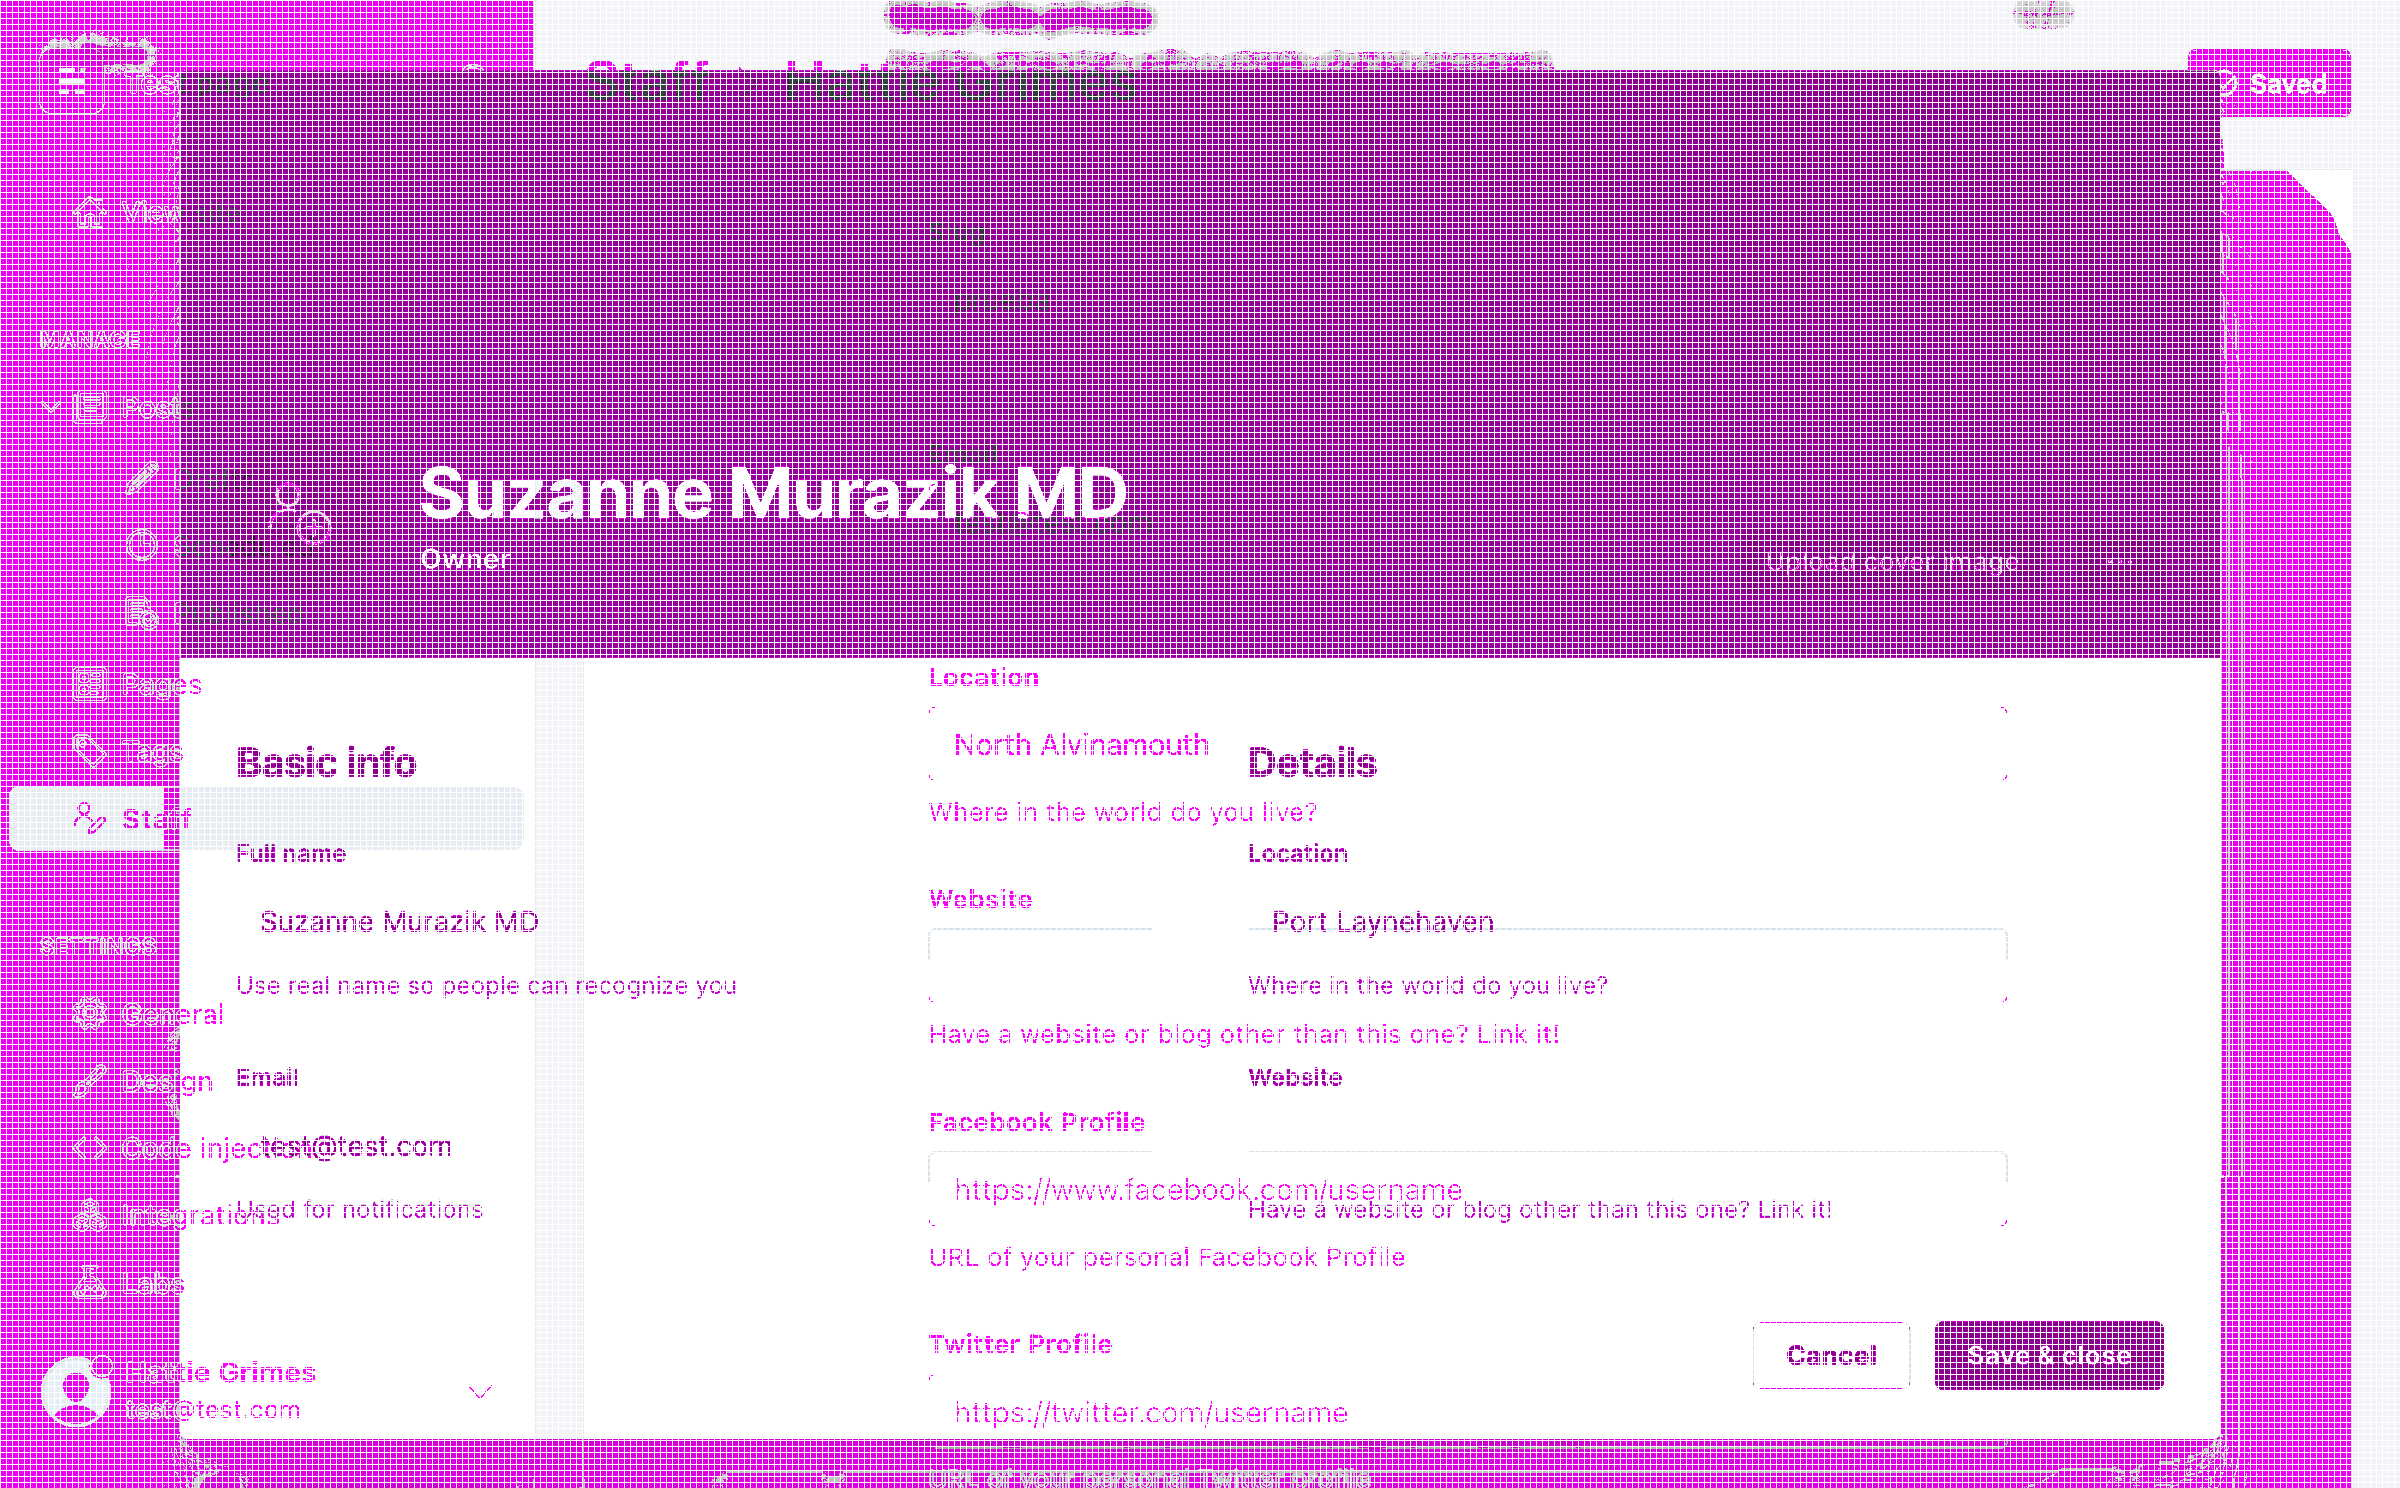 Staff Hattie Grimes
Saved
View
MANAGE
Post
Suzanne Murazik MD
Owner
Upload cover image
Pages
Location
North Alvinamouth
Tags
Basic info
Details
Where in the world do you live?
Staff
Full name
Location
Website
Suzanne Murazik MD
Port Laynehaven
SETTINGS
Use real name so people can recognize you
Where in the world do you live?
General
Have a website or blog other than this one? Link it!
Design
Email
Website
Facebook Profile
Code injection
test@test.com
https://www.facebook.com/username
Integrations
Used for notifications
Have a website or blog other than this one? Link it!
URL of your personal Facebook Profile
Labs
Twitter Profile
Cancel
Save & close
Hattie Grimes
test@test.com
https://twitter.com/username
URL of your personal Twitter profile